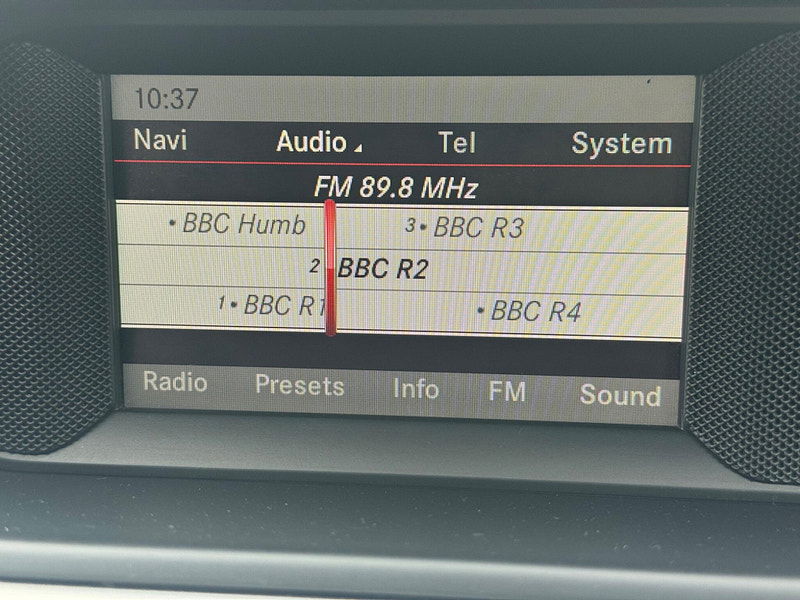 10:37
Navi Audio Tel System
FM 89.8 MHz
• BBC Humb 3• BBC R3
2 BBC R2
1• BBC R1 • BBC R4
Radio Presets Info FM Sound